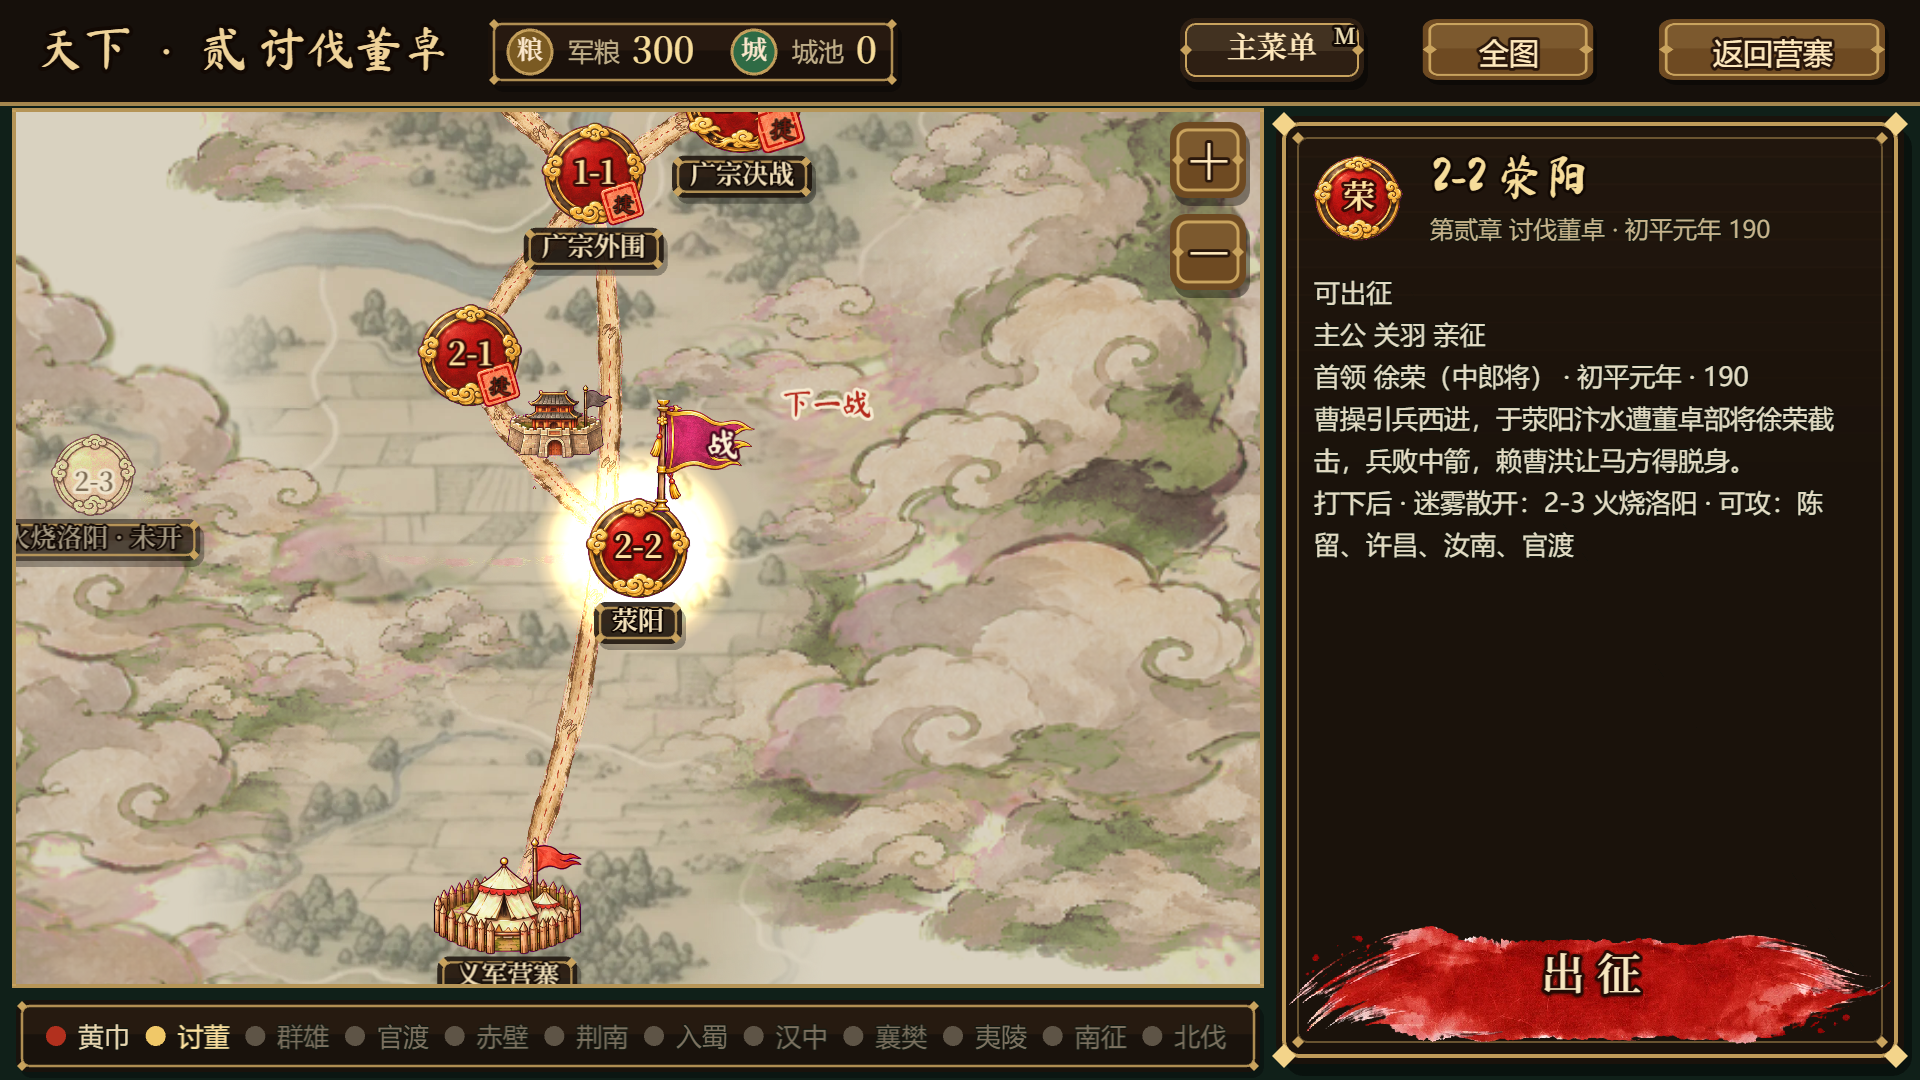 天下 · 贰 讨伐董卓
粮 军粮 300 城 城池 0
主菜单 M
全图
返回营寨
1-1
捷
广宗外围
捷
广宗决战
2-1
捷
下一战
战
2-3
火烧洛阳 · 未开
2-2
荥阳
义军营寨
荣
2-2 荥阳
第贰章 讨伐董卓 · 初平元年 190
可出征
主公 关羽 亲征
首领 徐荣（中郎将） · 初平元年 · 190
曹操引兵西进，于荥阳汴水遭董卓部将徐荣截
击，兵败中箭，赖曹洪让马方得脱身。
打下后 · 迷雾散开：2-3 火烧洛阳 · 可攻：陈
留、许昌、汝南、官渡
出征
黄巾 讨董 群雄 官渡 赤壁 荆南 入蜀 汉中 襄樊 夷陵 南征 北伐